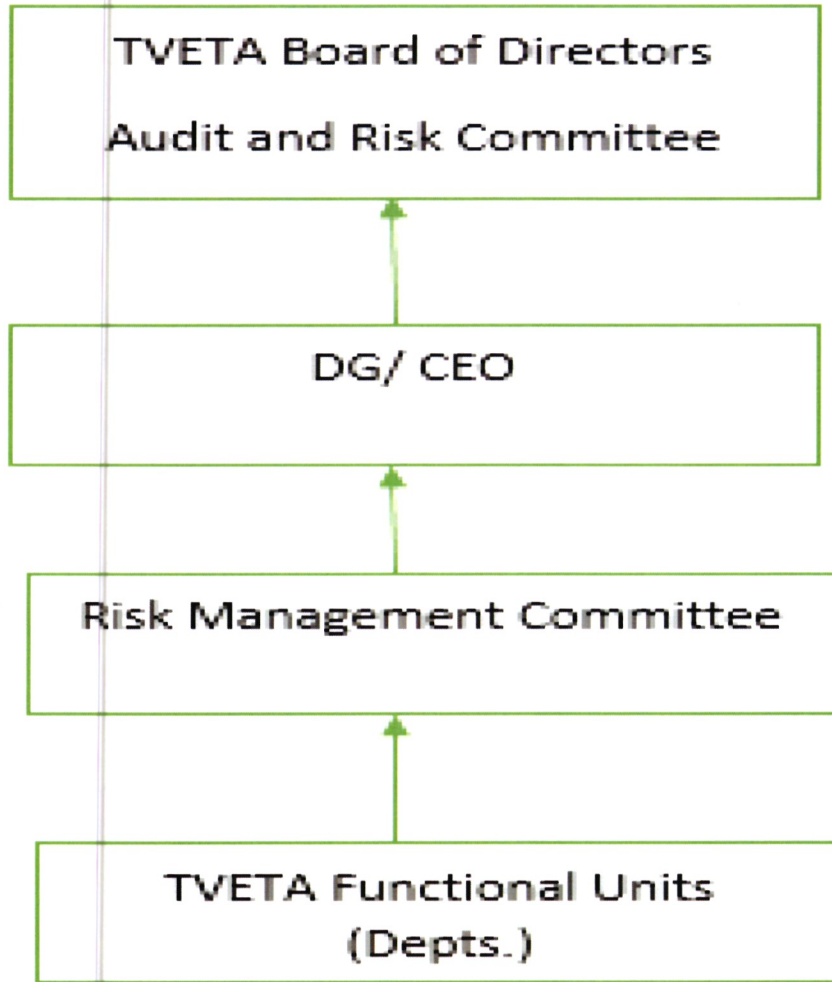 TVETA Board of Directors
Audit and Risk Committee
DG/ CEO
Risk Management Committee
TVETA Functional Units
(Depts.)